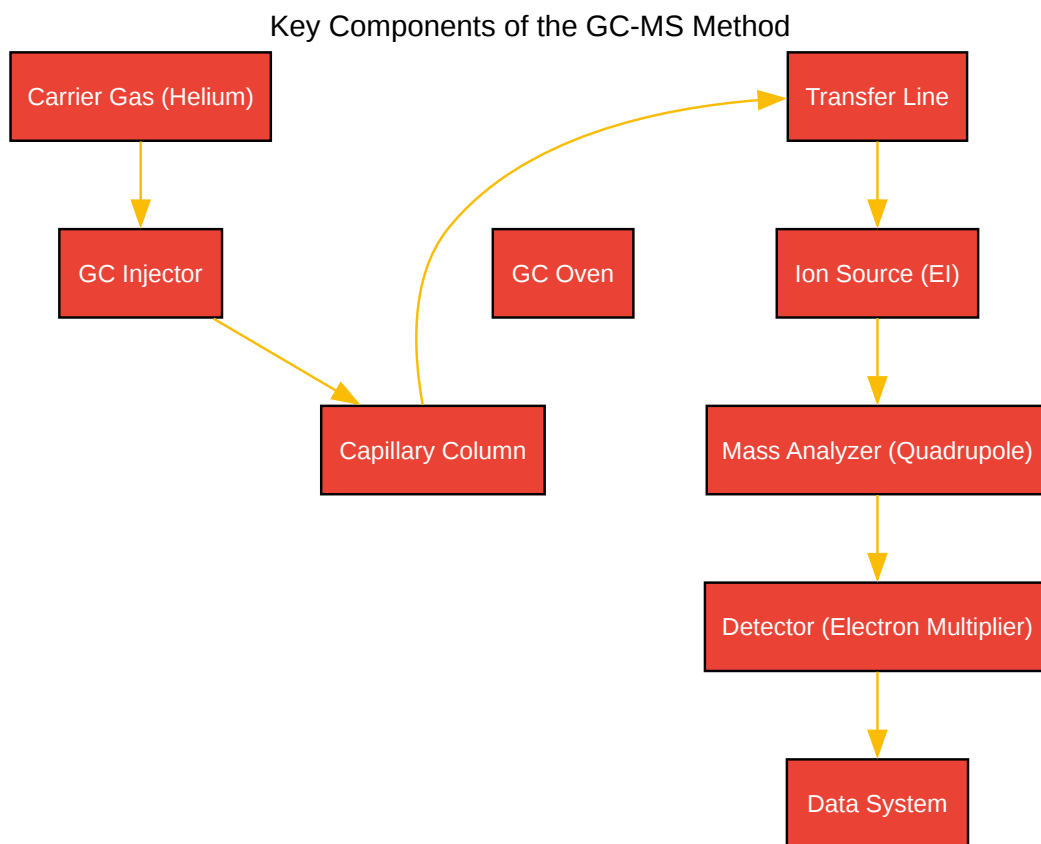 Key Components of the GC-MS Method
Carrier Gas (Helium)
Transfer Line
GC Injector
GC Oven
Ion Source (EI)
Capillary Column
Mass Analyzer (Quadrupole)
Detector (Electron Multiplier)
Data System